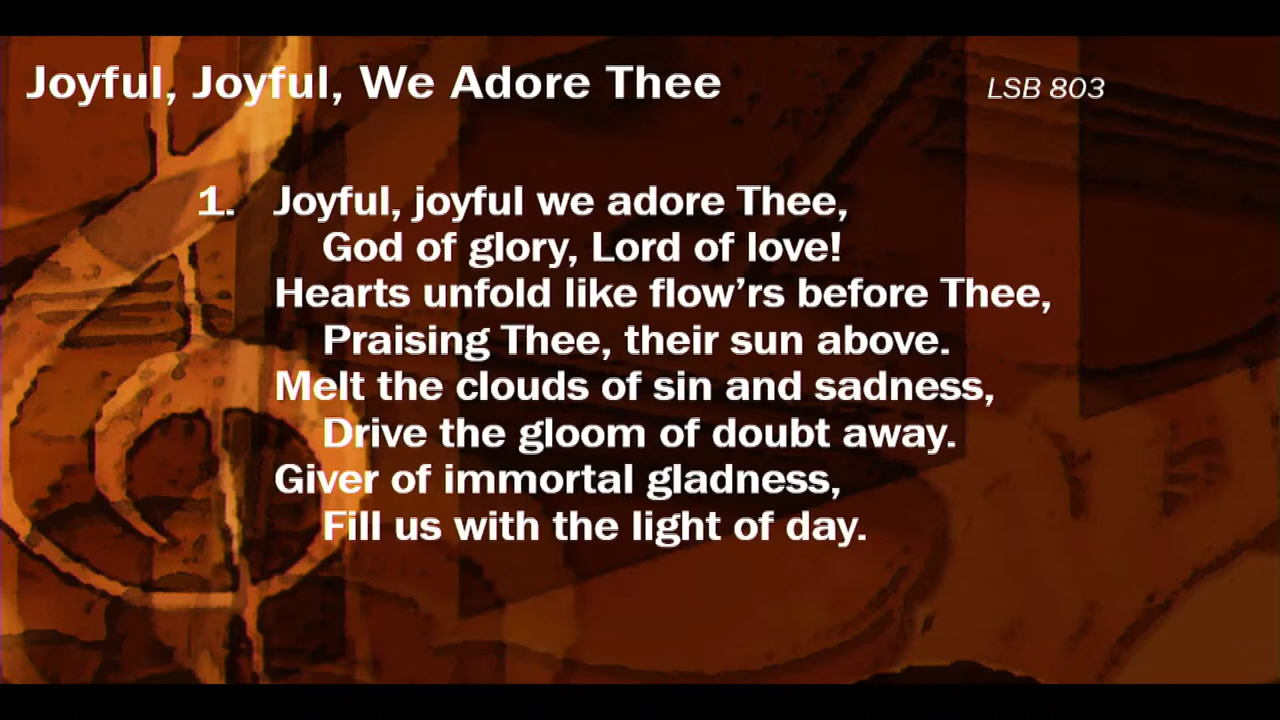 Joyful, Joyful, We Adore Thee LSB 803
1. Joyful, joyful we adore Thee,
God of glory, Lord of love!
Hearts unfold like flow’rs before Thee,
Praising Thee, their sun above.
Melt the clouds of sin and sadness,
Drive the gloom of doubt away.
Giver of immortal gladness,
Fill us with the light of day.